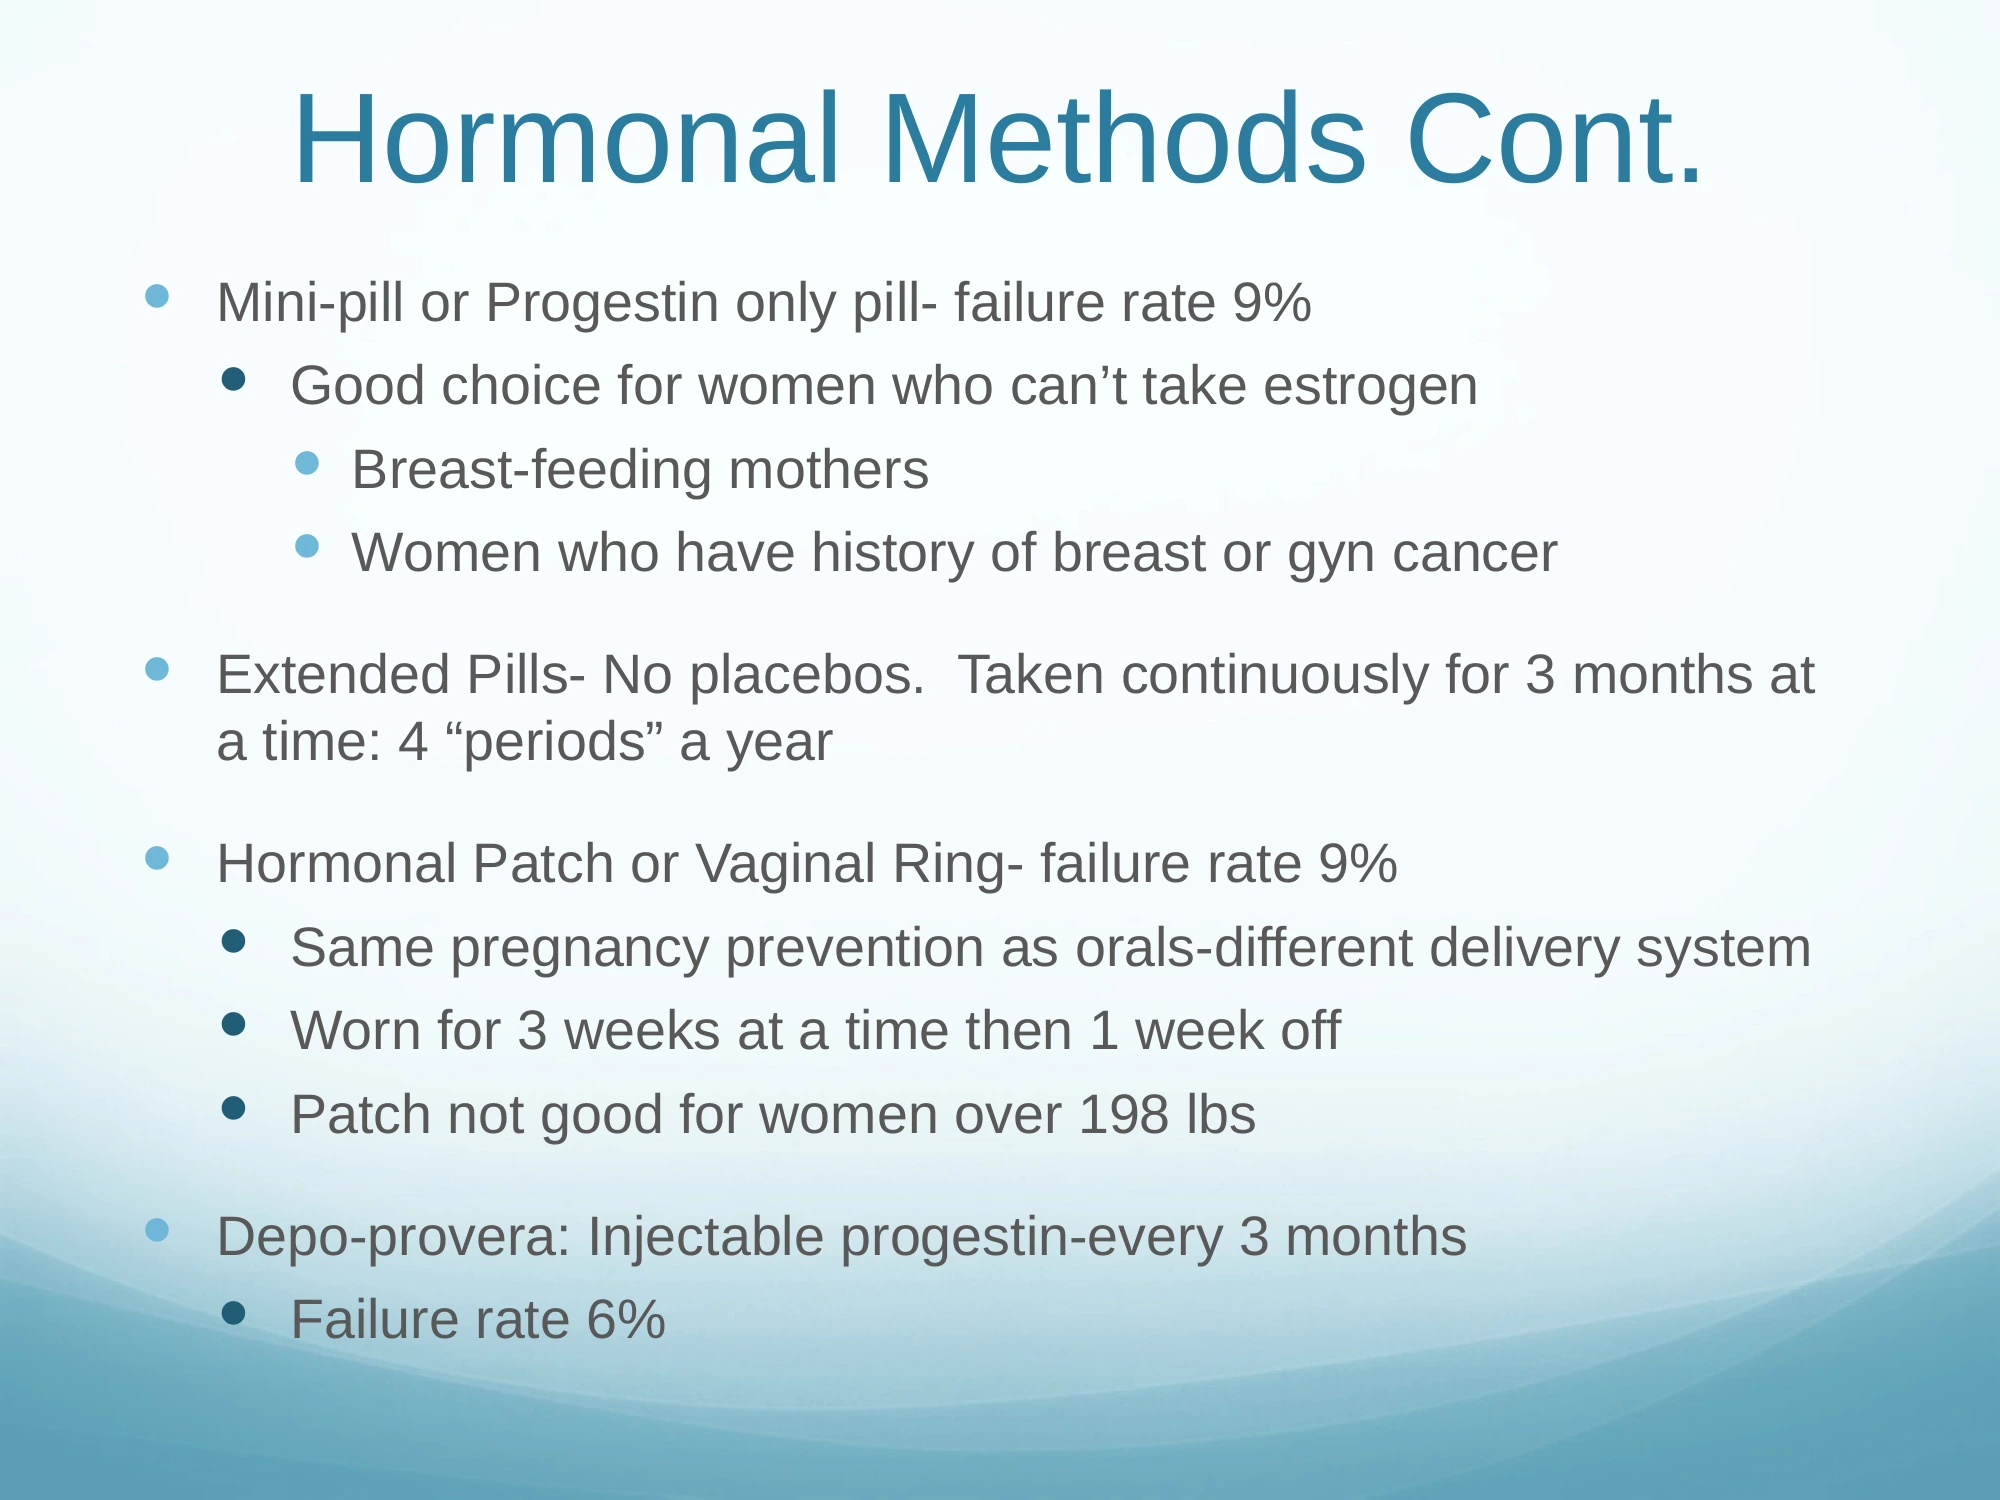 Hormonal Methods Cont.
Mini-pill or Progestin only pill- failure rate 9%
Good choice for women who can’t take estrogen
Breast-feeding mothers
Women who have history of breast or gyn cancer
Extended Pills- No placebos.  Taken continuously for 3 months at
a time: 4 “periods” a year
Hormonal Patch or Vaginal Ring- failure rate 9%
Same pregnancy prevention as orals-different delivery system
Worn for 3 weeks at a time then 1 week off
Patch not good for women over 198 lbs
Depo-provera: Injectable progestin-every 3 months
Failure rate 6%